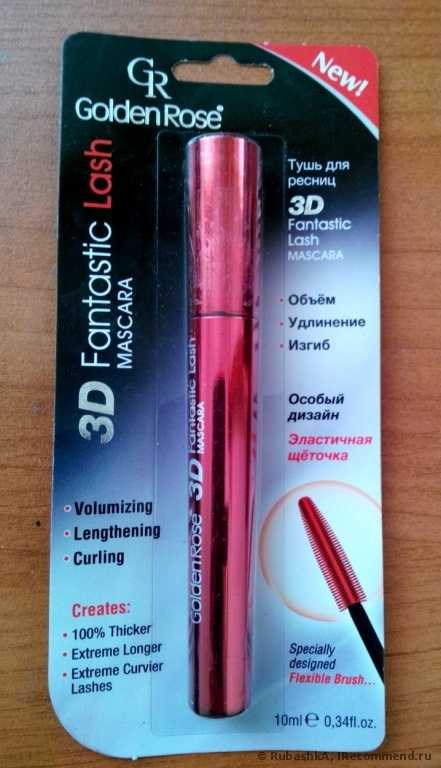 GR
Golden Rose®
New!
3D Fantastic Lash
MASCARA
Тушь для
ресниц
3D
Fantastic
Lash
MASCARA
• Объём
• Удлинение
• Изгиб
Особый
дизайн
Эластичная
щёточка
Golden Rose® 3D Fantastic Lash
MASCARA
• Volumizing
• Lengthening
• Curling
Creates:
• 100% Thicker
• Extreme Longer
• Extreme Curvier
Lashes
Specially
designed
Flexible Brush...
10ml ℮ 0,34fl.oz.
© RubashkA, IRecommend.ru